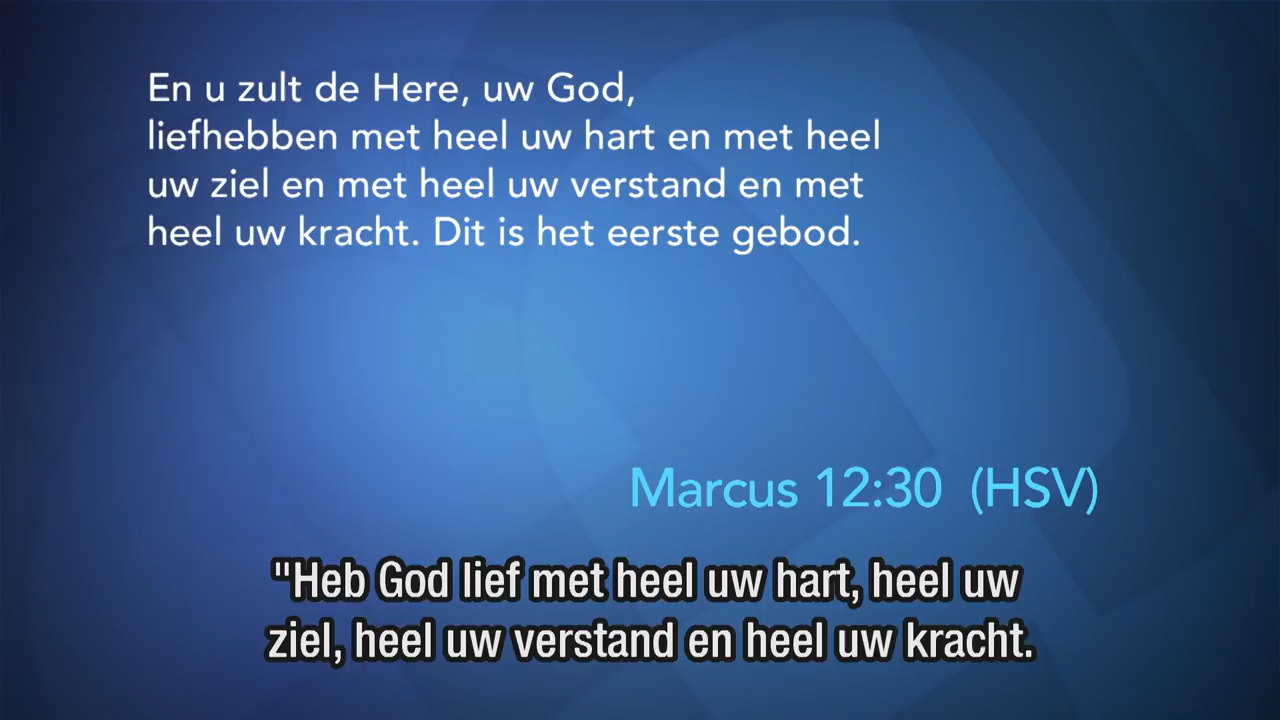 En u zult de Here, uw God,
liefhebben met heel uw hart en met heel
uw ziel en met heel uw verstand en met
heel uw kracht. Dit is het eerste gebod.
Marcus 12:30 (HSV)
"Heb God lief met heel uw hart, heel uw
ziel, heel uw verstand en heel uw kracht.